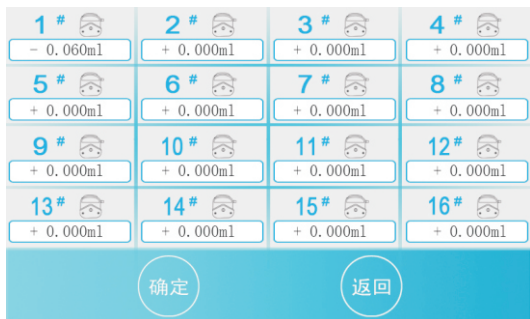 1 # 2 # 3 # 4 #
- 0.060ml + 0.000ml + 0.000ml + 0.000ml
5 # 6 # 7 # 8 #
+ 0.000ml + 0.000ml + 0.000ml + 0.000ml
9 # 10 # 11 # 12 #
+ 0.000ml + 0.000ml + 0.000ml + 0.000ml
13 # 14 # 15 # 16 #
+ 0.000ml + 0.000ml + 0.000ml + 0.000ml
确定 返回